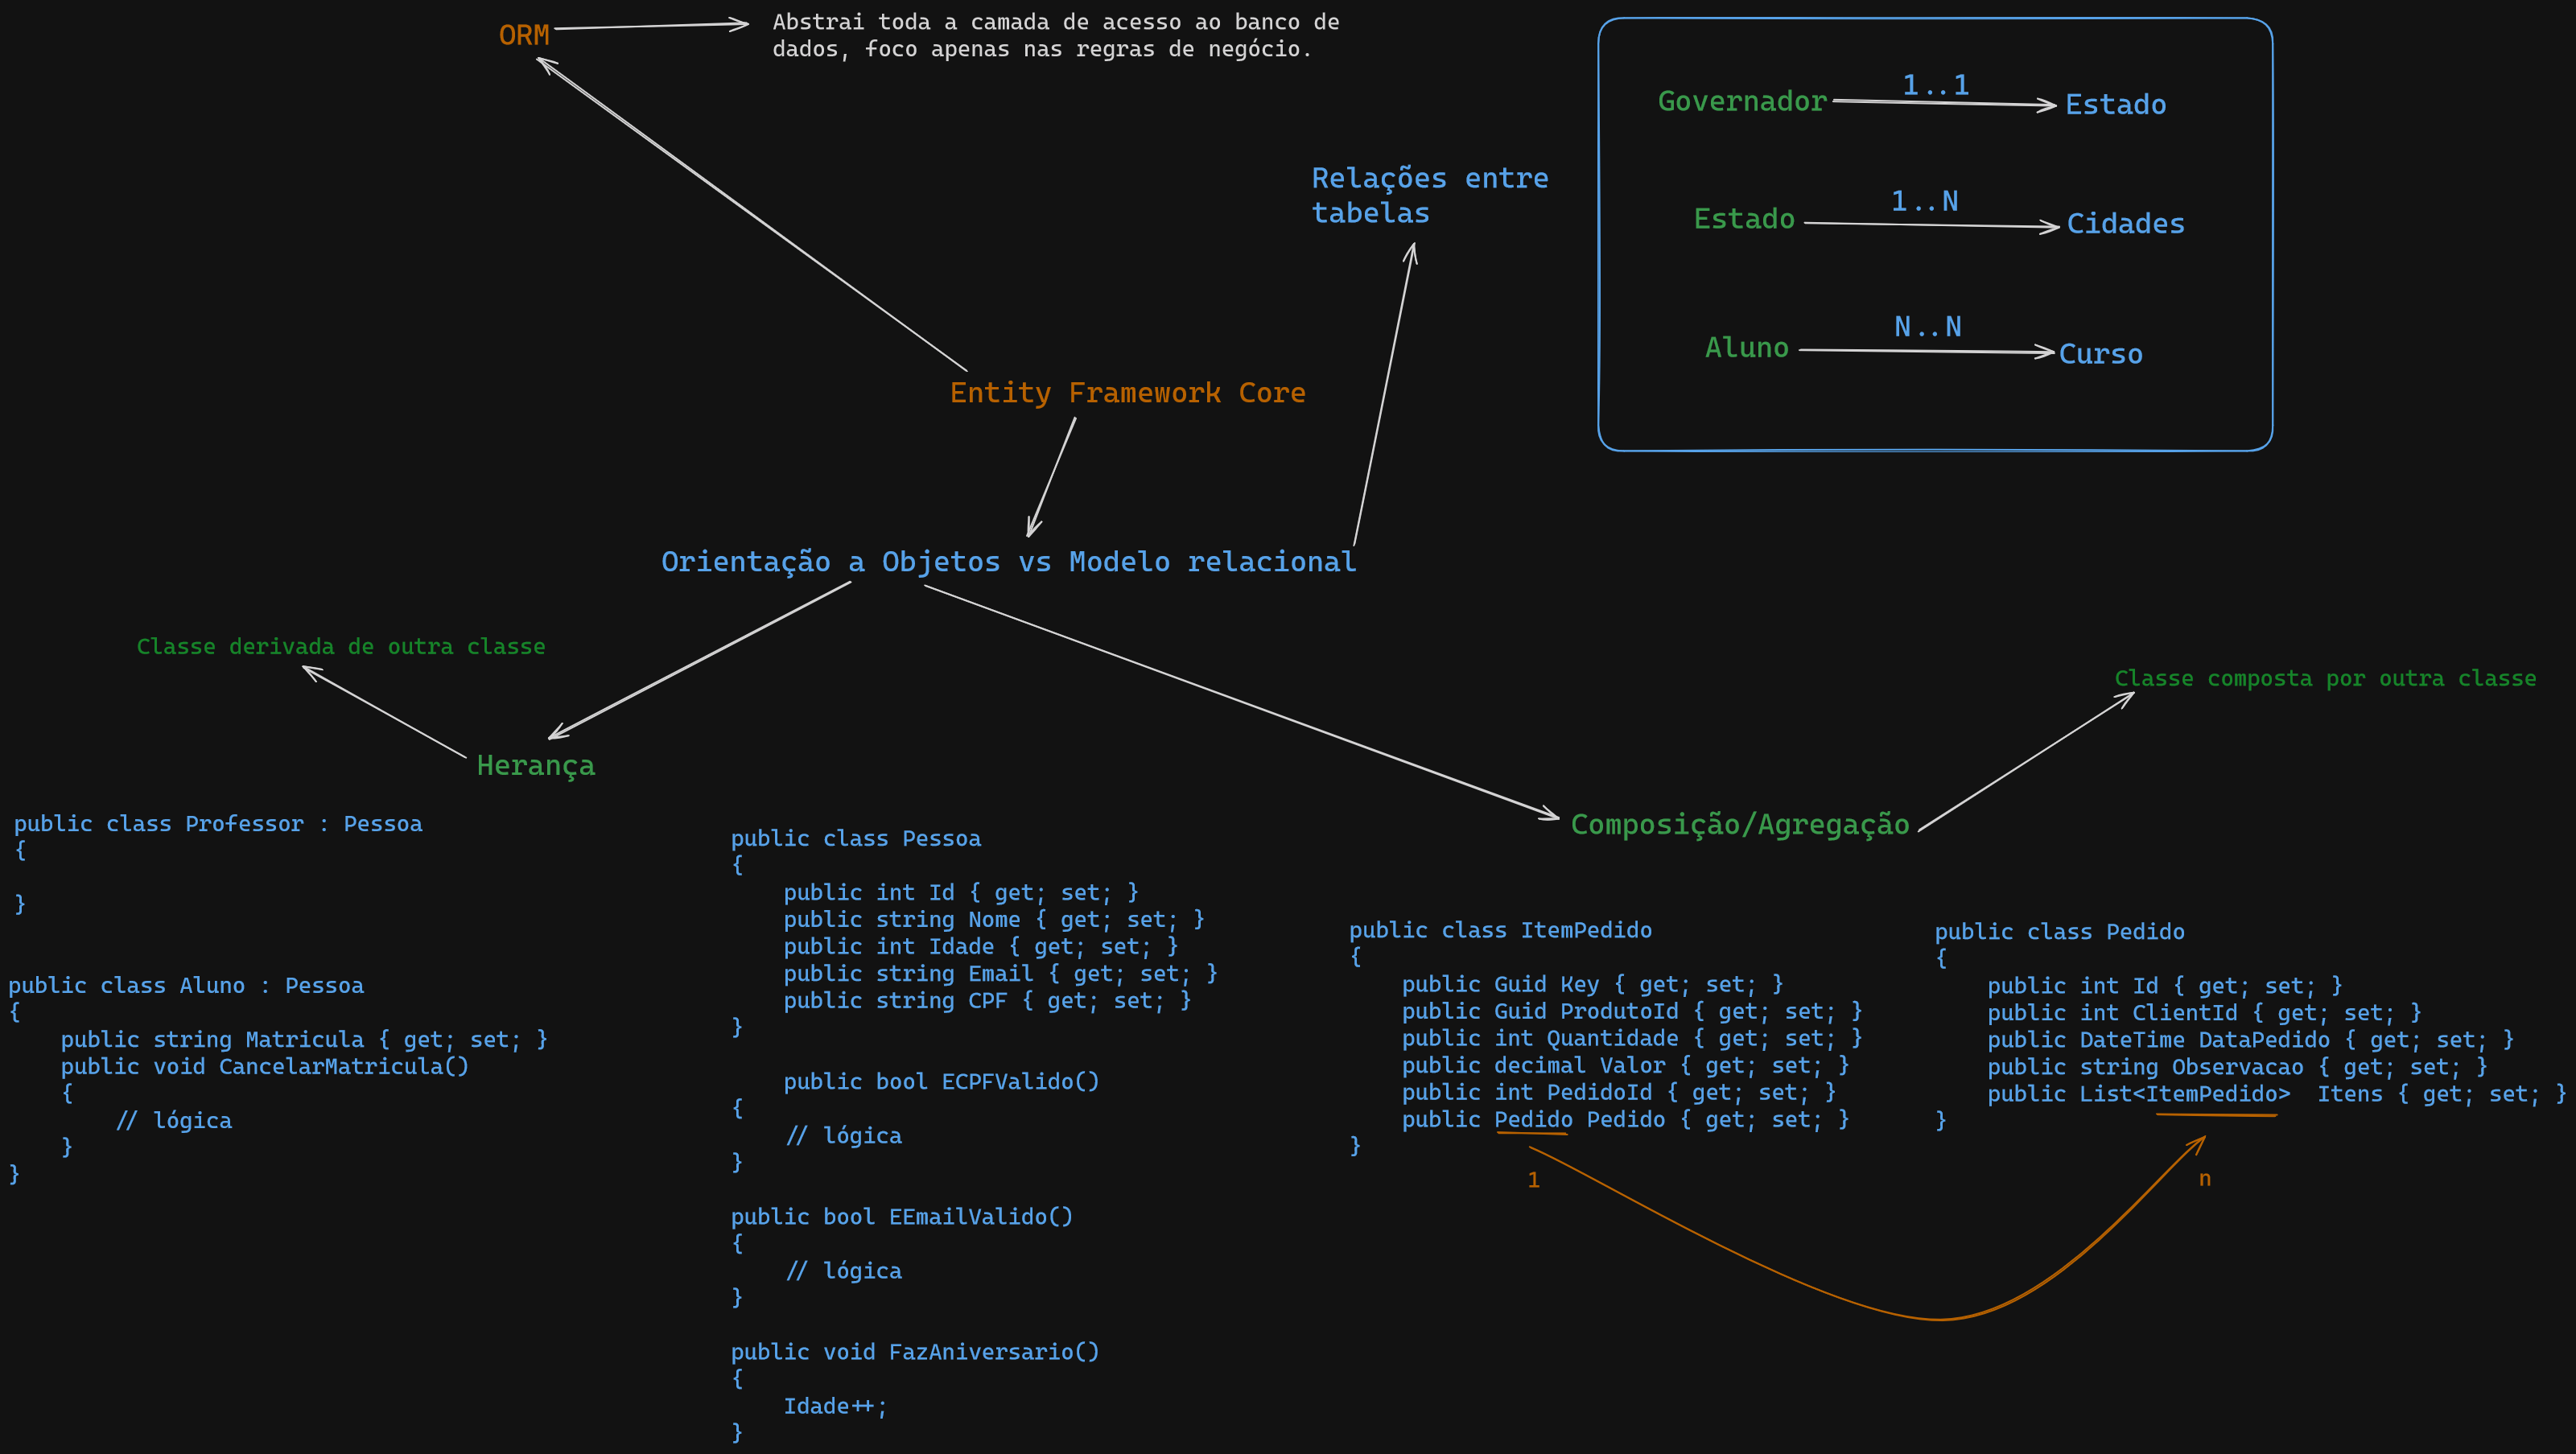 ORM
Abstrai toda a camada de acesso ao banco de
dados, foco apenas nas regras de negócio.
Governador
1..1
Estado
Estado
1..N
Cidades
Aluno
N..N
Curso
Relações entre
tabelas
Entity Framework Core
Orientação a Objetos vs Modelo relacional
Classe derivada de outra classe
Herança
Classe composta por outra classe
Composição/Agregação
public class Professor : Pessoa
{
}
public class Aluno : Pessoa
{
public string Matricula { get; set; }
public void CancelarMatricula()
{
// lógica
}
}
public class Pessoa
{
public int Id { get; set; }
public string Nome { get; set; }
public int Idade { get; set; }
public string Email { get; set; }
public string CPF { get; set; }
}
public bool ECPFValido()
{
// lógica
}
public bool EEmailValido()
{
// lógica
}
public void FazAniversario()
{
Idade++;
}
public class ItemPedido
{
public Guid Key { get; set; }
public Guid ProdutoId { get; set; }
public int Quantidade { get; set; }
public decimal Valor { get; set; }
public int PedidoId { get; set; }
public Pedido Pedido { get; set; }
}
1
public class Pedido
{
public int Id { get; set; }
public int ClientId { get; set; }
public DateTime DataPedido { get; set; }
public string Observacao { get; set; }
public List<ItemPedido>  Itens { get; set; }
}
n